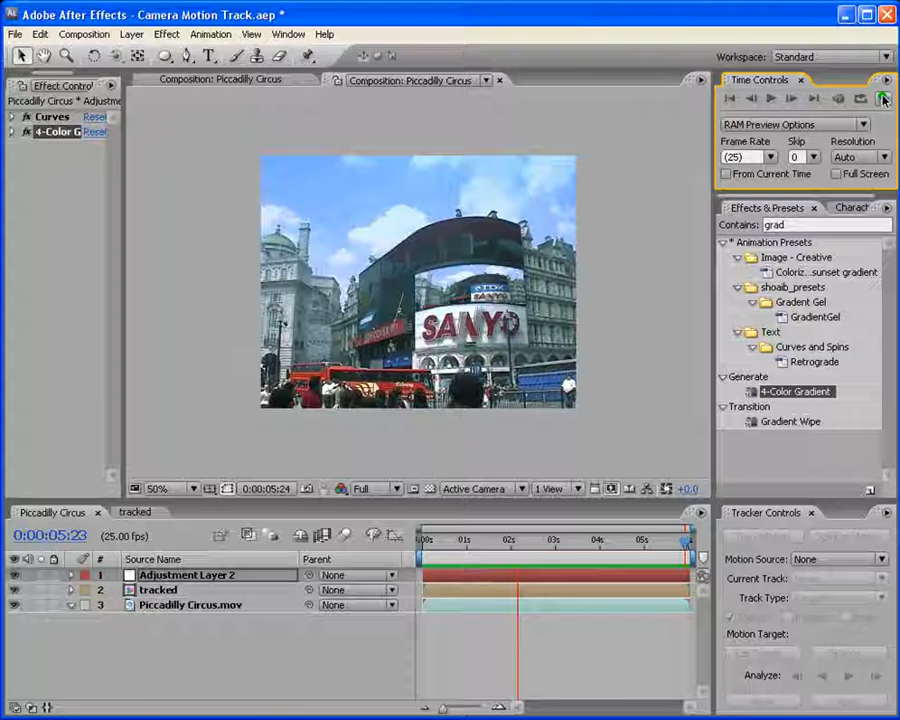 Adobe After Effects - Camera Motion Track.aep *
File Edit Composition Layer Effect Animation View Window Help
Workspace: Standard
Effect Control
Composition: Piccadilly Circus
Composition: Piccadilly Circus
Time Controls
Piccadilly Circus * Adjustme
Curves Reset
4-Color G Reset
RAM Preview Options
Frame Rate Skip Resolution
(25) 0 Auto
From Current Time Full Screen
Effects & Presets Charact
Contains: grad
* Animation Presets
Image - Creative
Coloriz...sunset gradient
shoaib_presets
Gradent Gel
GradientGel
Text
Curves and Spins
Retrograde
Generate
4-Color Gradient
Transition
Gradient Wipe
TDK
SANYO
TDK
SANYO
50% 0:00:05:24 Full Active Camera 1 View +0.0
Piccadilly Circus tracked
0:00:05:23 (25.00 fps)
:00s 01s 02s 03s 04s 05s
# Source Name Parent
1 Adjustment Layer 2 None
2 tracked None
3 Piccadilly Circus.mov None
Tracker Controls
Motion Source: None
Current Track:
Track Type:
Motion Target:
Analyze: